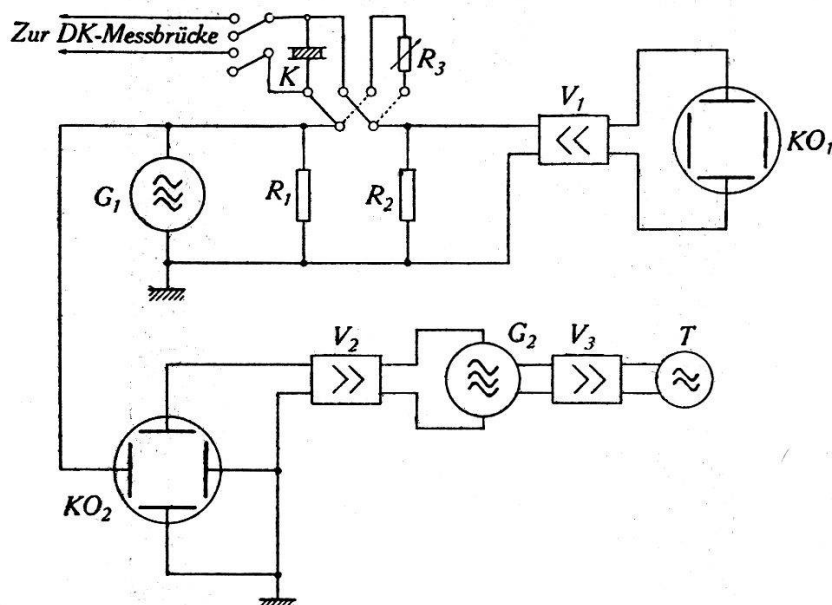 Zur DK-Messbrücke
K
R3
V1
KO1
G1
R1
R2
V2
G2
V3
T
KO2